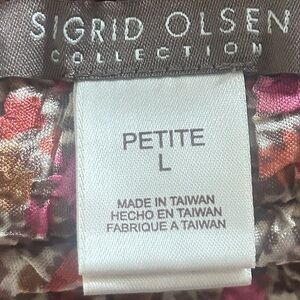 SIGRID OLSEN
COLLECTION
PETITE
L
MADE IN TAIWAN
HECHO EN TAIWAN
FABRIQUE A TAIWAN